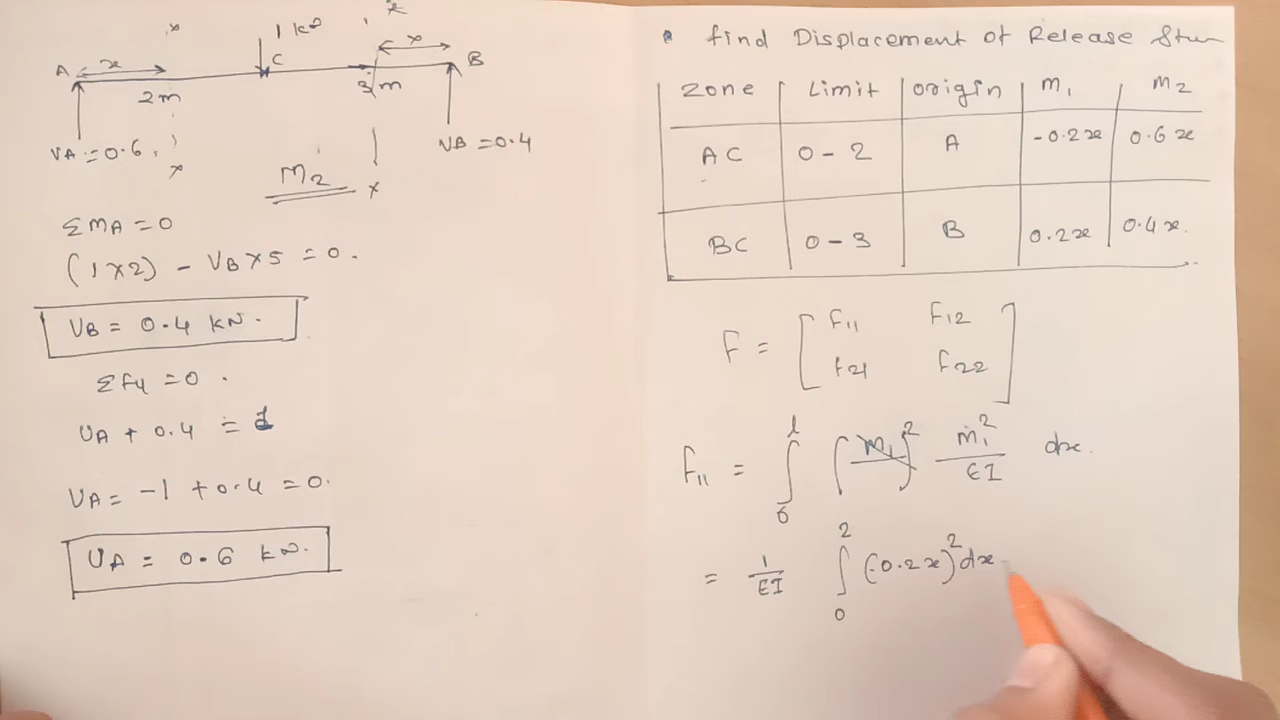 1 kN
A x C x B
2m 3m
VA = 0.6 VB = 0.4
M2
ΣMA = 0
(1×2) - VB×5 = 0.
VB = 0.4 kN.
ΣFy = 0.
VA + 0.4 = 1
VA = -1 + 0.4 = 0.
VA = 0.6 kN.
• find Displacement of Release
Zone Limit Origin m1 m2
AC 0-2 A -0.2x 0.6x
BC 0-3 B 0.2x 0.4x.
F = [ F11 F12
F21 F22 ]
F11 = ∫0^l m1²/EI dx.
= 1/EI ∫0^2 (-0.2x)² dx